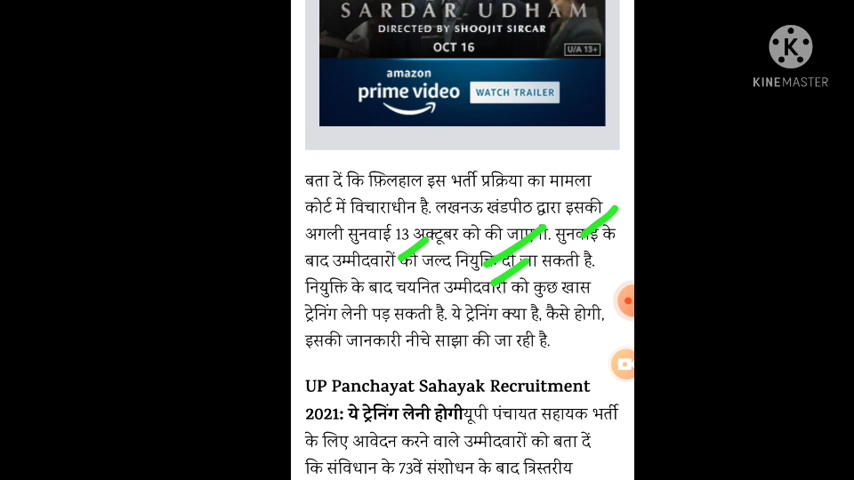 SARDAR UDHAM
DIRECTED BY SHOOJIT SIRCAR
OCT 16
U/A 13+
amazon
prime video
WATCH TRAILER
K
KINEMASTER
बता दें कि फ़िलहाल इस भर्ती प्रक्रिया का मामला
कोर्ट में विचाराधीन है. लखनऊ खंडपीठ द्वारा इसकी
अगली सुनवाई 13 अक्टूबर को की जाएगी. सुनवाई के
बाद उम्मीदवारों को जल्द नियुक्ति दी जा सकती है.
नियुक्ति के बाद चयनित उम्मीदवारों को कुछ खास
ट्रेनिंग लेनी पड़ सकती है. ये ट्रेनिंग क्या है, कैसे होगी,
इसकी जानकारी नीचे साझा की जा रही है.
UP Panchayat Sahayak Recruitment
2021: ये ट्रेनिंग लेनी होगीयूपी पंचायत सहायक भर्ती
के लिए आवेदन करने वाले उम्मीदवारों को बता दें
कि संविधान के 73वें संशोधन के बाद त्रिस्तरीय